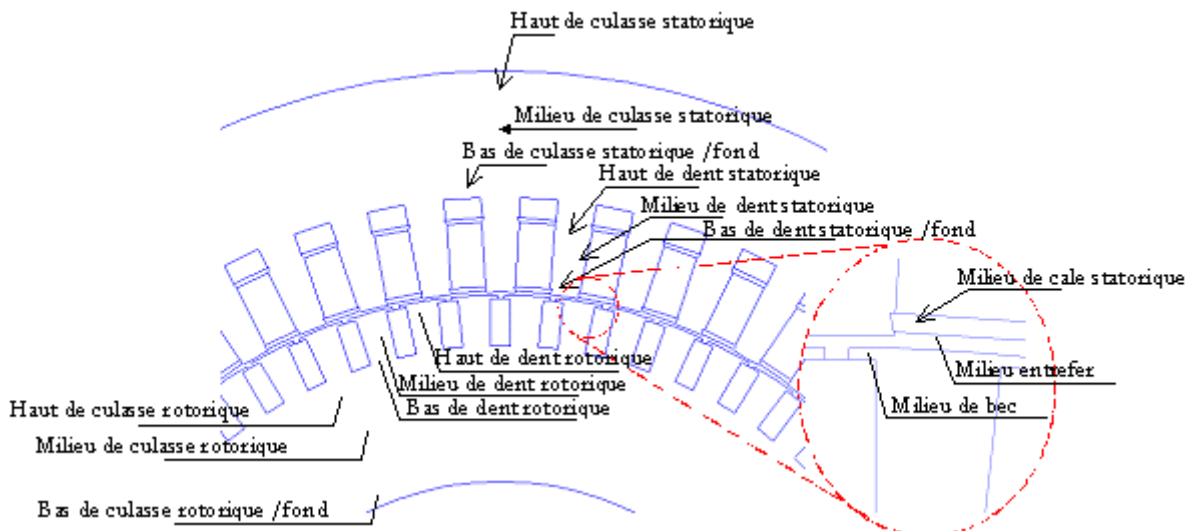 Haut de culasse statorique
Milieu de culasse statorique
Bas de culasse statorique /fond
Haut de dent statorique
Milieu de dent statorique
Bas de dent statorique /fond
Milieu de cale statorique
Haut de dent rotorique
Milieu entrefer
Milieu de dent rotorique
Haut de culasse rotorique
Bas de dent rotorique
Milieu de bec
Milieu de culasse rotorique
Bas de culasse rotorique /fond